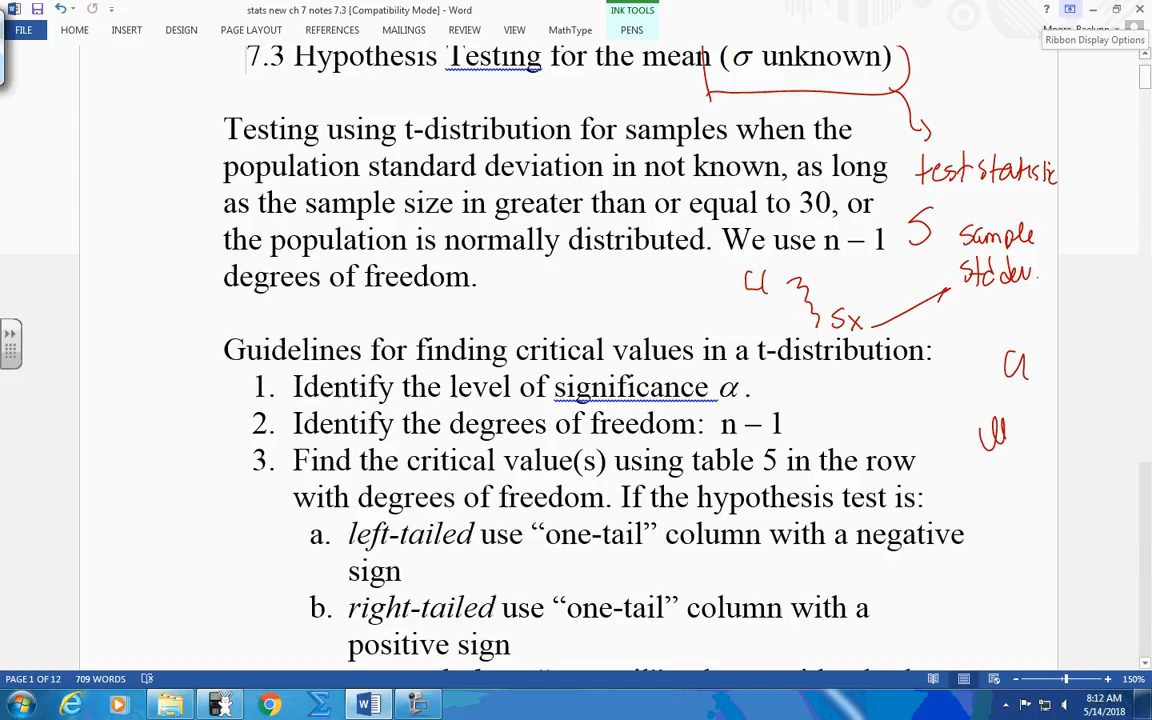 stats new ch 7 notes 7.3 [Compatibility Mode] - Word
INK TOOLS
FILE HOME INSERT DESIGN PAGE LAYOUT REFERENCES MAILINGS REVIEW VIEW MathType PENS
Ribbon Display Options
7.3 Hypothesis Testing for the mean (σ unknown)
Testing using t-distribution for samples when the
population standard deviation in not known, as long
as the sample size in greater than or equal to 30, or
the population is normally distributed. We use n – 1
degrees of freedom.
test statistic
S sample
std dev.
Sx
Guidelines for finding critical values in a t-distribution:
1. Identify the level of significance α.
2. Identify the degrees of freedom: n – 1
3. Find the critical value(s) using table 5 in the row
with degrees of freedom. If the hypothesis test is:
a. left-tailed use “one-tail” column with a negative
sign
b. right-tailed use “one-tail” column with a
positive sign
PAGE 1 OF 12 709 WORDS
150%
8:12 AM
5/14/2018